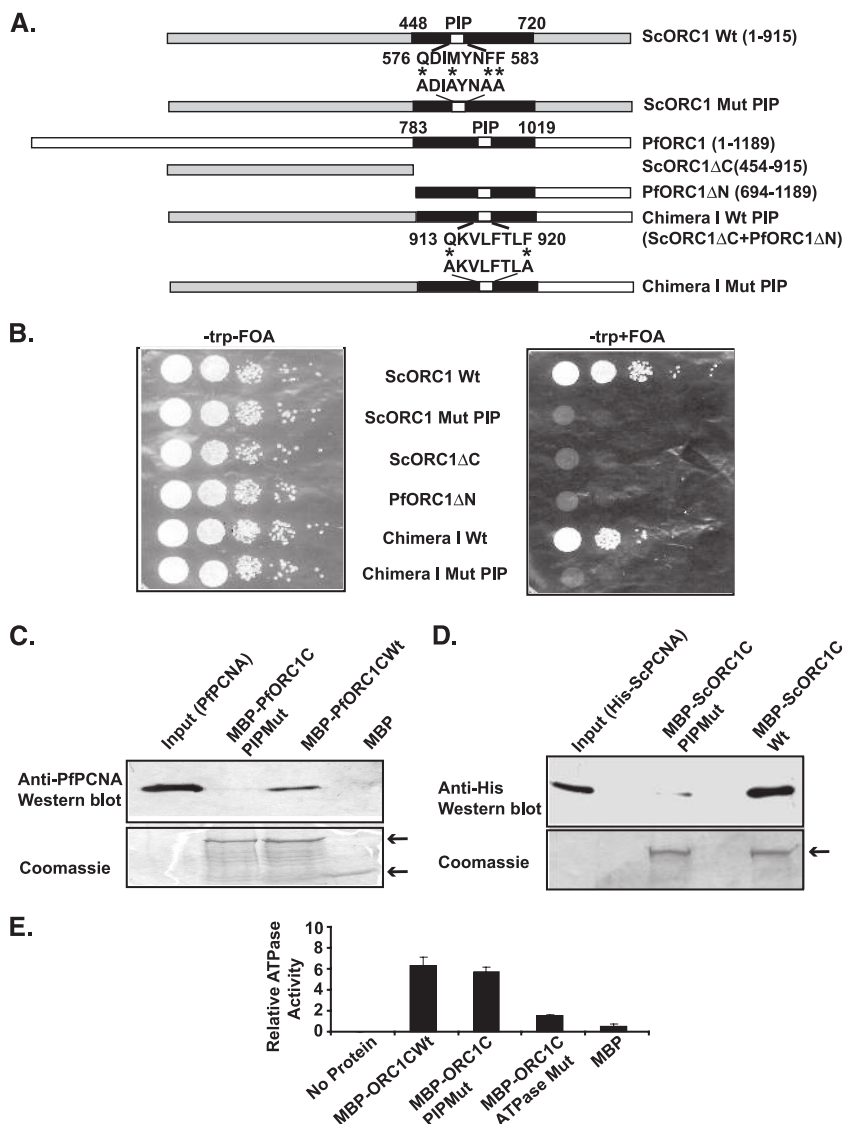 A.
448 PIP 720
ScORC1 Wt (1-915)
576 QDIMYNFF 583
* * **
ADIAYNAA
ScORC1 Mut PIP
783 PIP 1019
PfORC1 (1-1189)
ScORC1ΔC(454-915)
PfORC1ΔN (694-1189)
Chimera I Wt PIP
(ScORC1ΔC+PfORC1ΔN)
913 QKVLFTLF 920
* *
AKVLFTLA
Chimera I Mut PIP
B.
-trp-FOA
-trp+FOA
ScORC1 Wt
ScORC1 Mut PIP
ScORC1ΔC
PfORC1ΔN
Chimera I Wt
Chimera I Mut PIP
C.
Input (PfPCNA)
MBP-PfORC1C
PIPMut
MBP-PfORC1CWt
MBP
Anti-PfPCNA
Western blot
Coomassie
D.
Input (His-ScPCNA)
MBP-ScORC1C
PIPMut
MBP-ScORC1C
Wt
Anti-His
Western blot
Coomassie
E.
Relative ATPase
Activity
10
8
6
4
2
0
No Protein
MBP-ORC1CWt
MBP-ORC1C
PIPMut
MBP-ORC1C
ATPase Mut
MBP